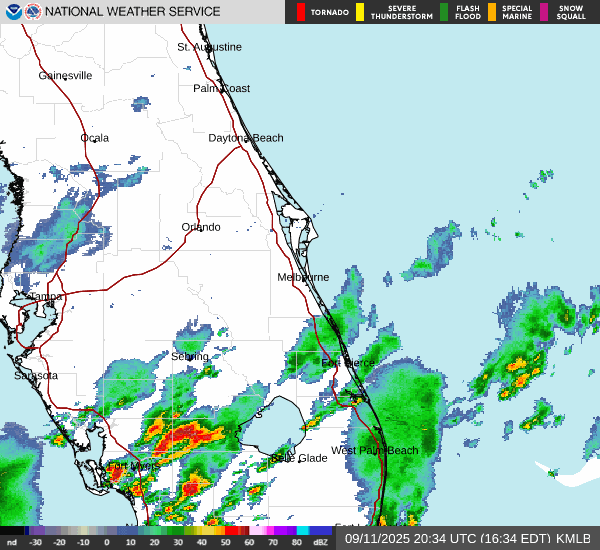 NATIONAL WEATHER SERVICE
TORNADO
SEVERE
THUNDERSTORM
FLASH
FLOOD
SPECIAL
MARINE
SNOW
SQUALL
St. Augustine
Gainesville
Palm Coast
Ocala
Daytona Beach
Orlando
Melbourne
Tampa
Sebring
Fort Pierce
Sarasota
West Palm Beach
Belle Glade
Fort Myers
nd -30 -20 -10 0 10 20 30 40 50 60 70 80 dBZ
09/11/2025 20:34 UTC (16:34 EDT) KMLB